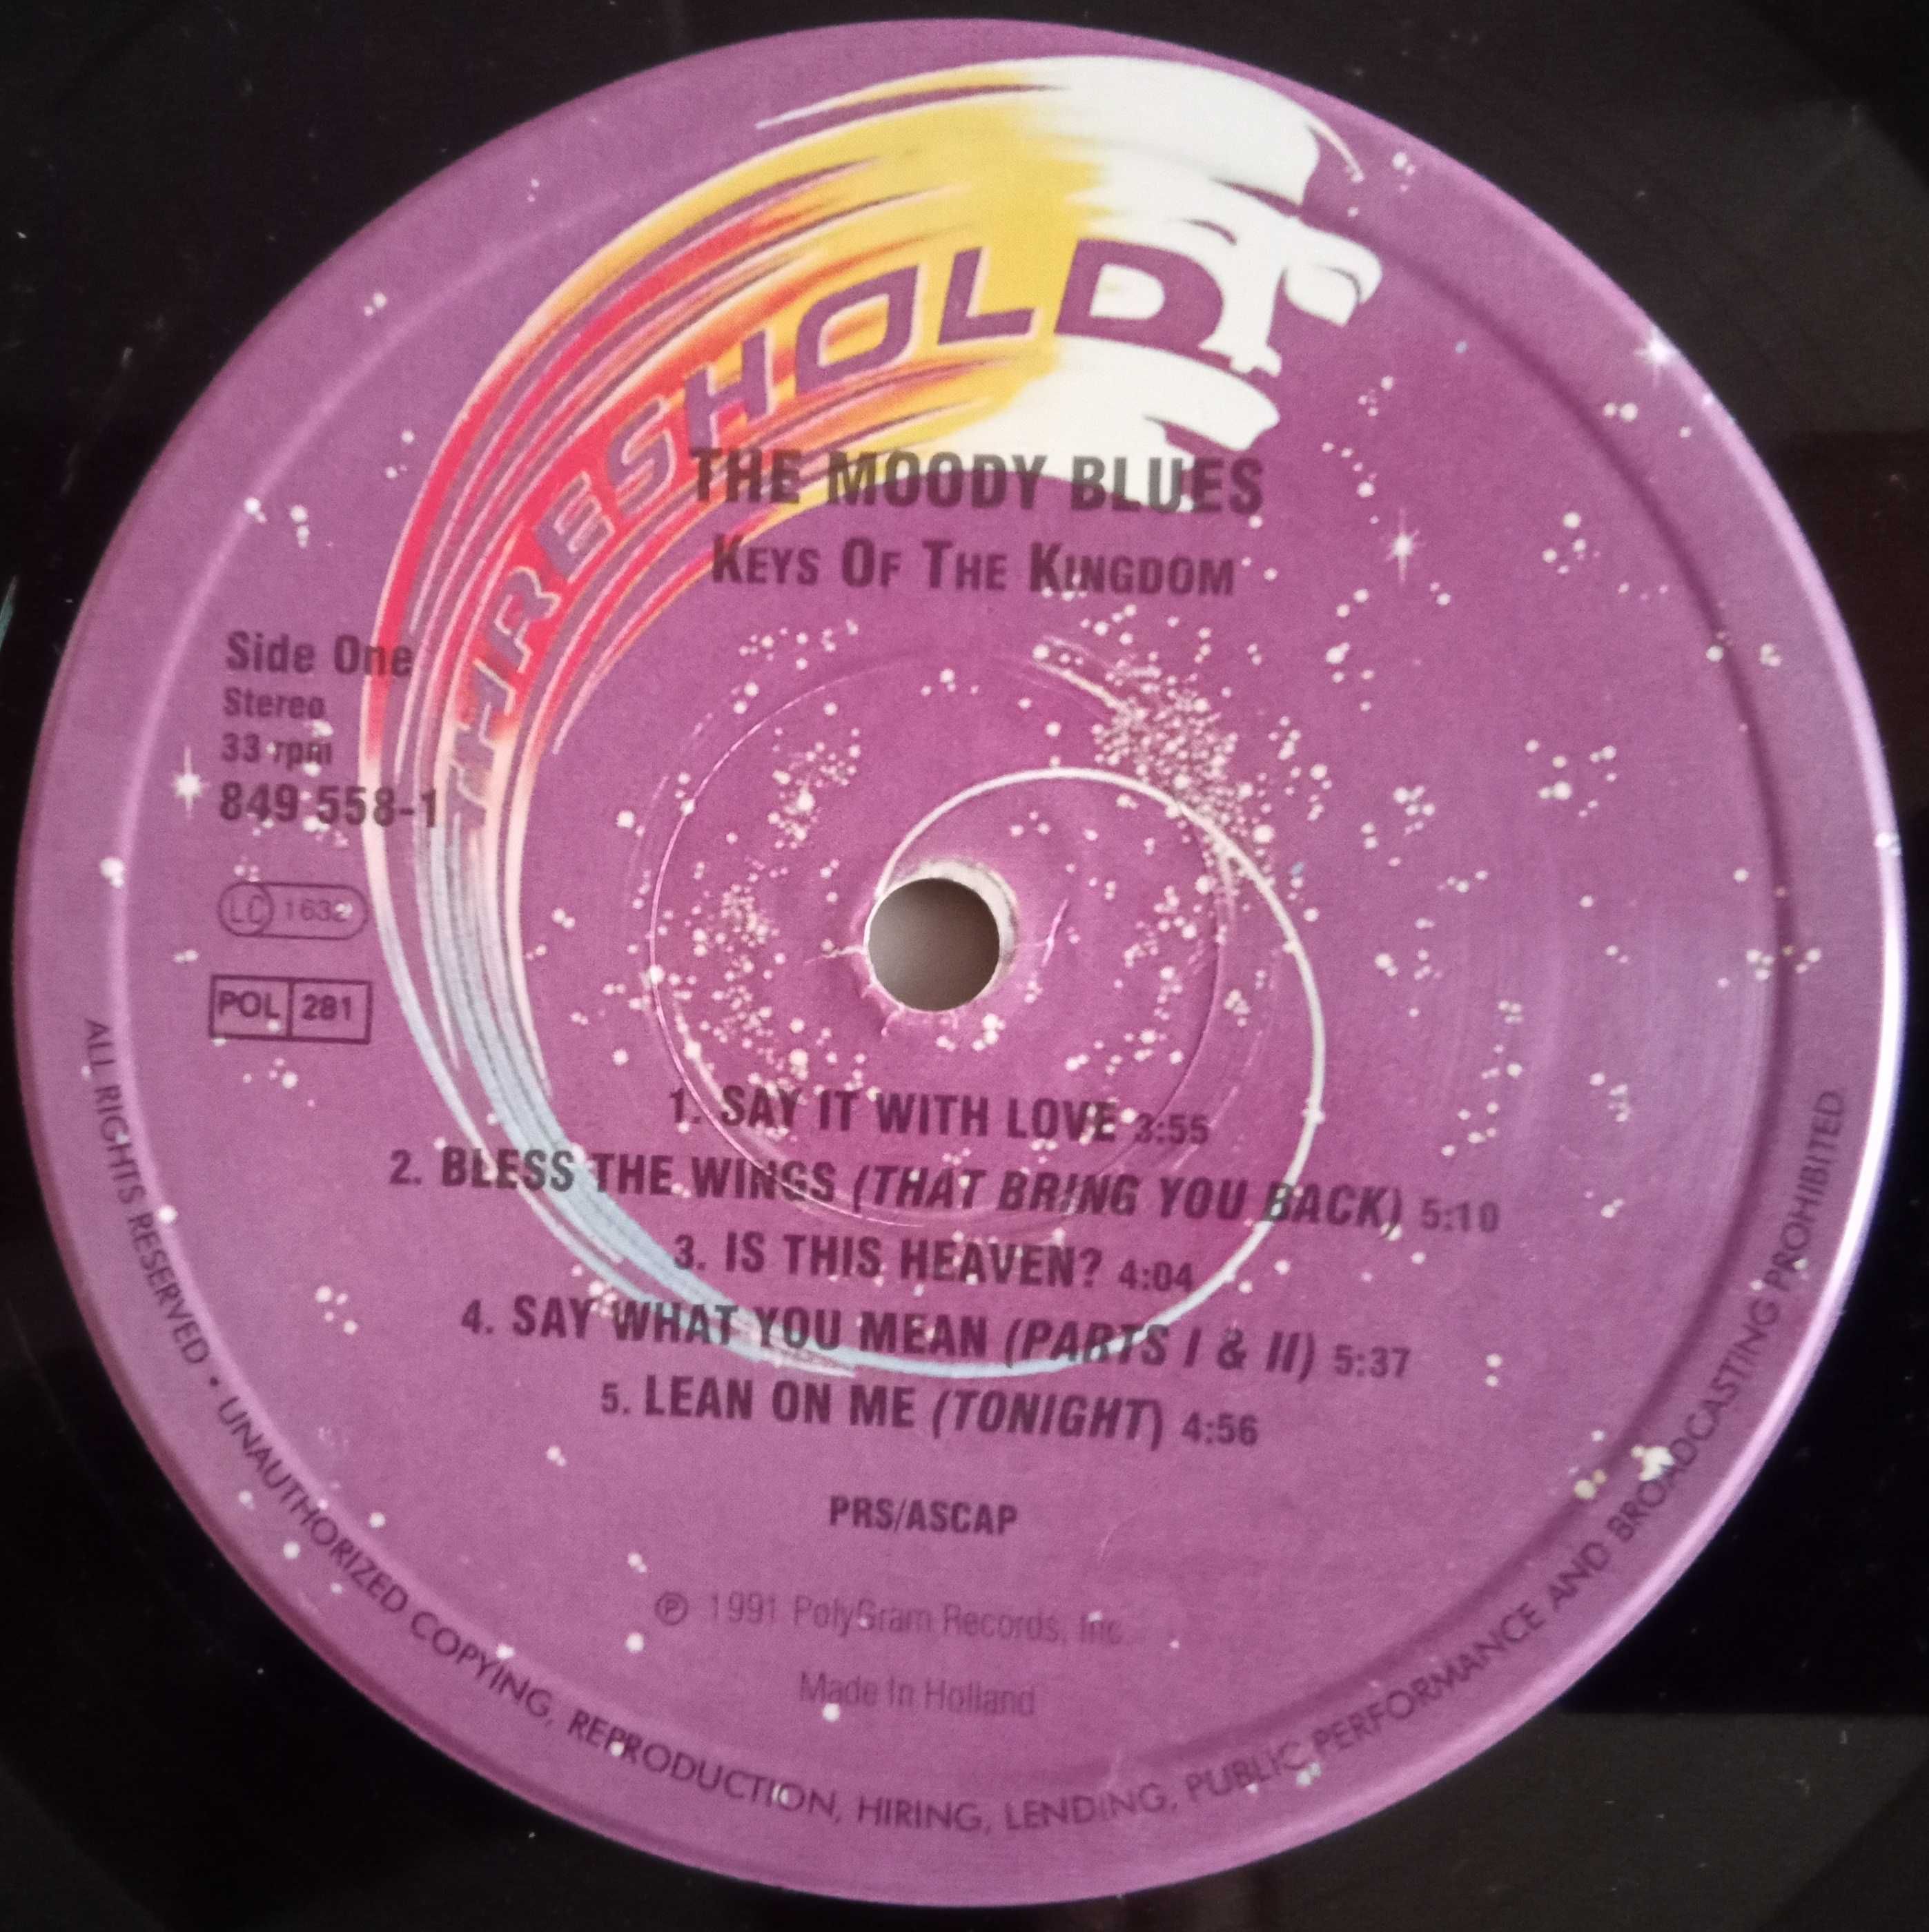 THRESHOLD
THE MOODY BLUES
KEYS OF THE KINGDOM
Side One
Stereo
33 rpm
849 558-1
LC 1632
POL 281
1. SAY IT WITH LOVE 3:55
2. BLESS THE WINGS (THAT BRING YOU BACK) 5:10
3. IS THIS HEAVEN? 4:04
4. SAY WHAT YOU MEAN (PARTS I & II) 5:37
5. LEAN ON ME (TONIGHT) 4:56
PRS/ASCAP
℗ 1991 PolyGram Records, Inc.
Made In Holland
ALL RIGHTS RESERVED • UNAUTHORIZED COPYING, REPRODUCTION, HIRING, LENDING, PUBLIC PERFORMANCE AND BROADCASTING PROHIBITED